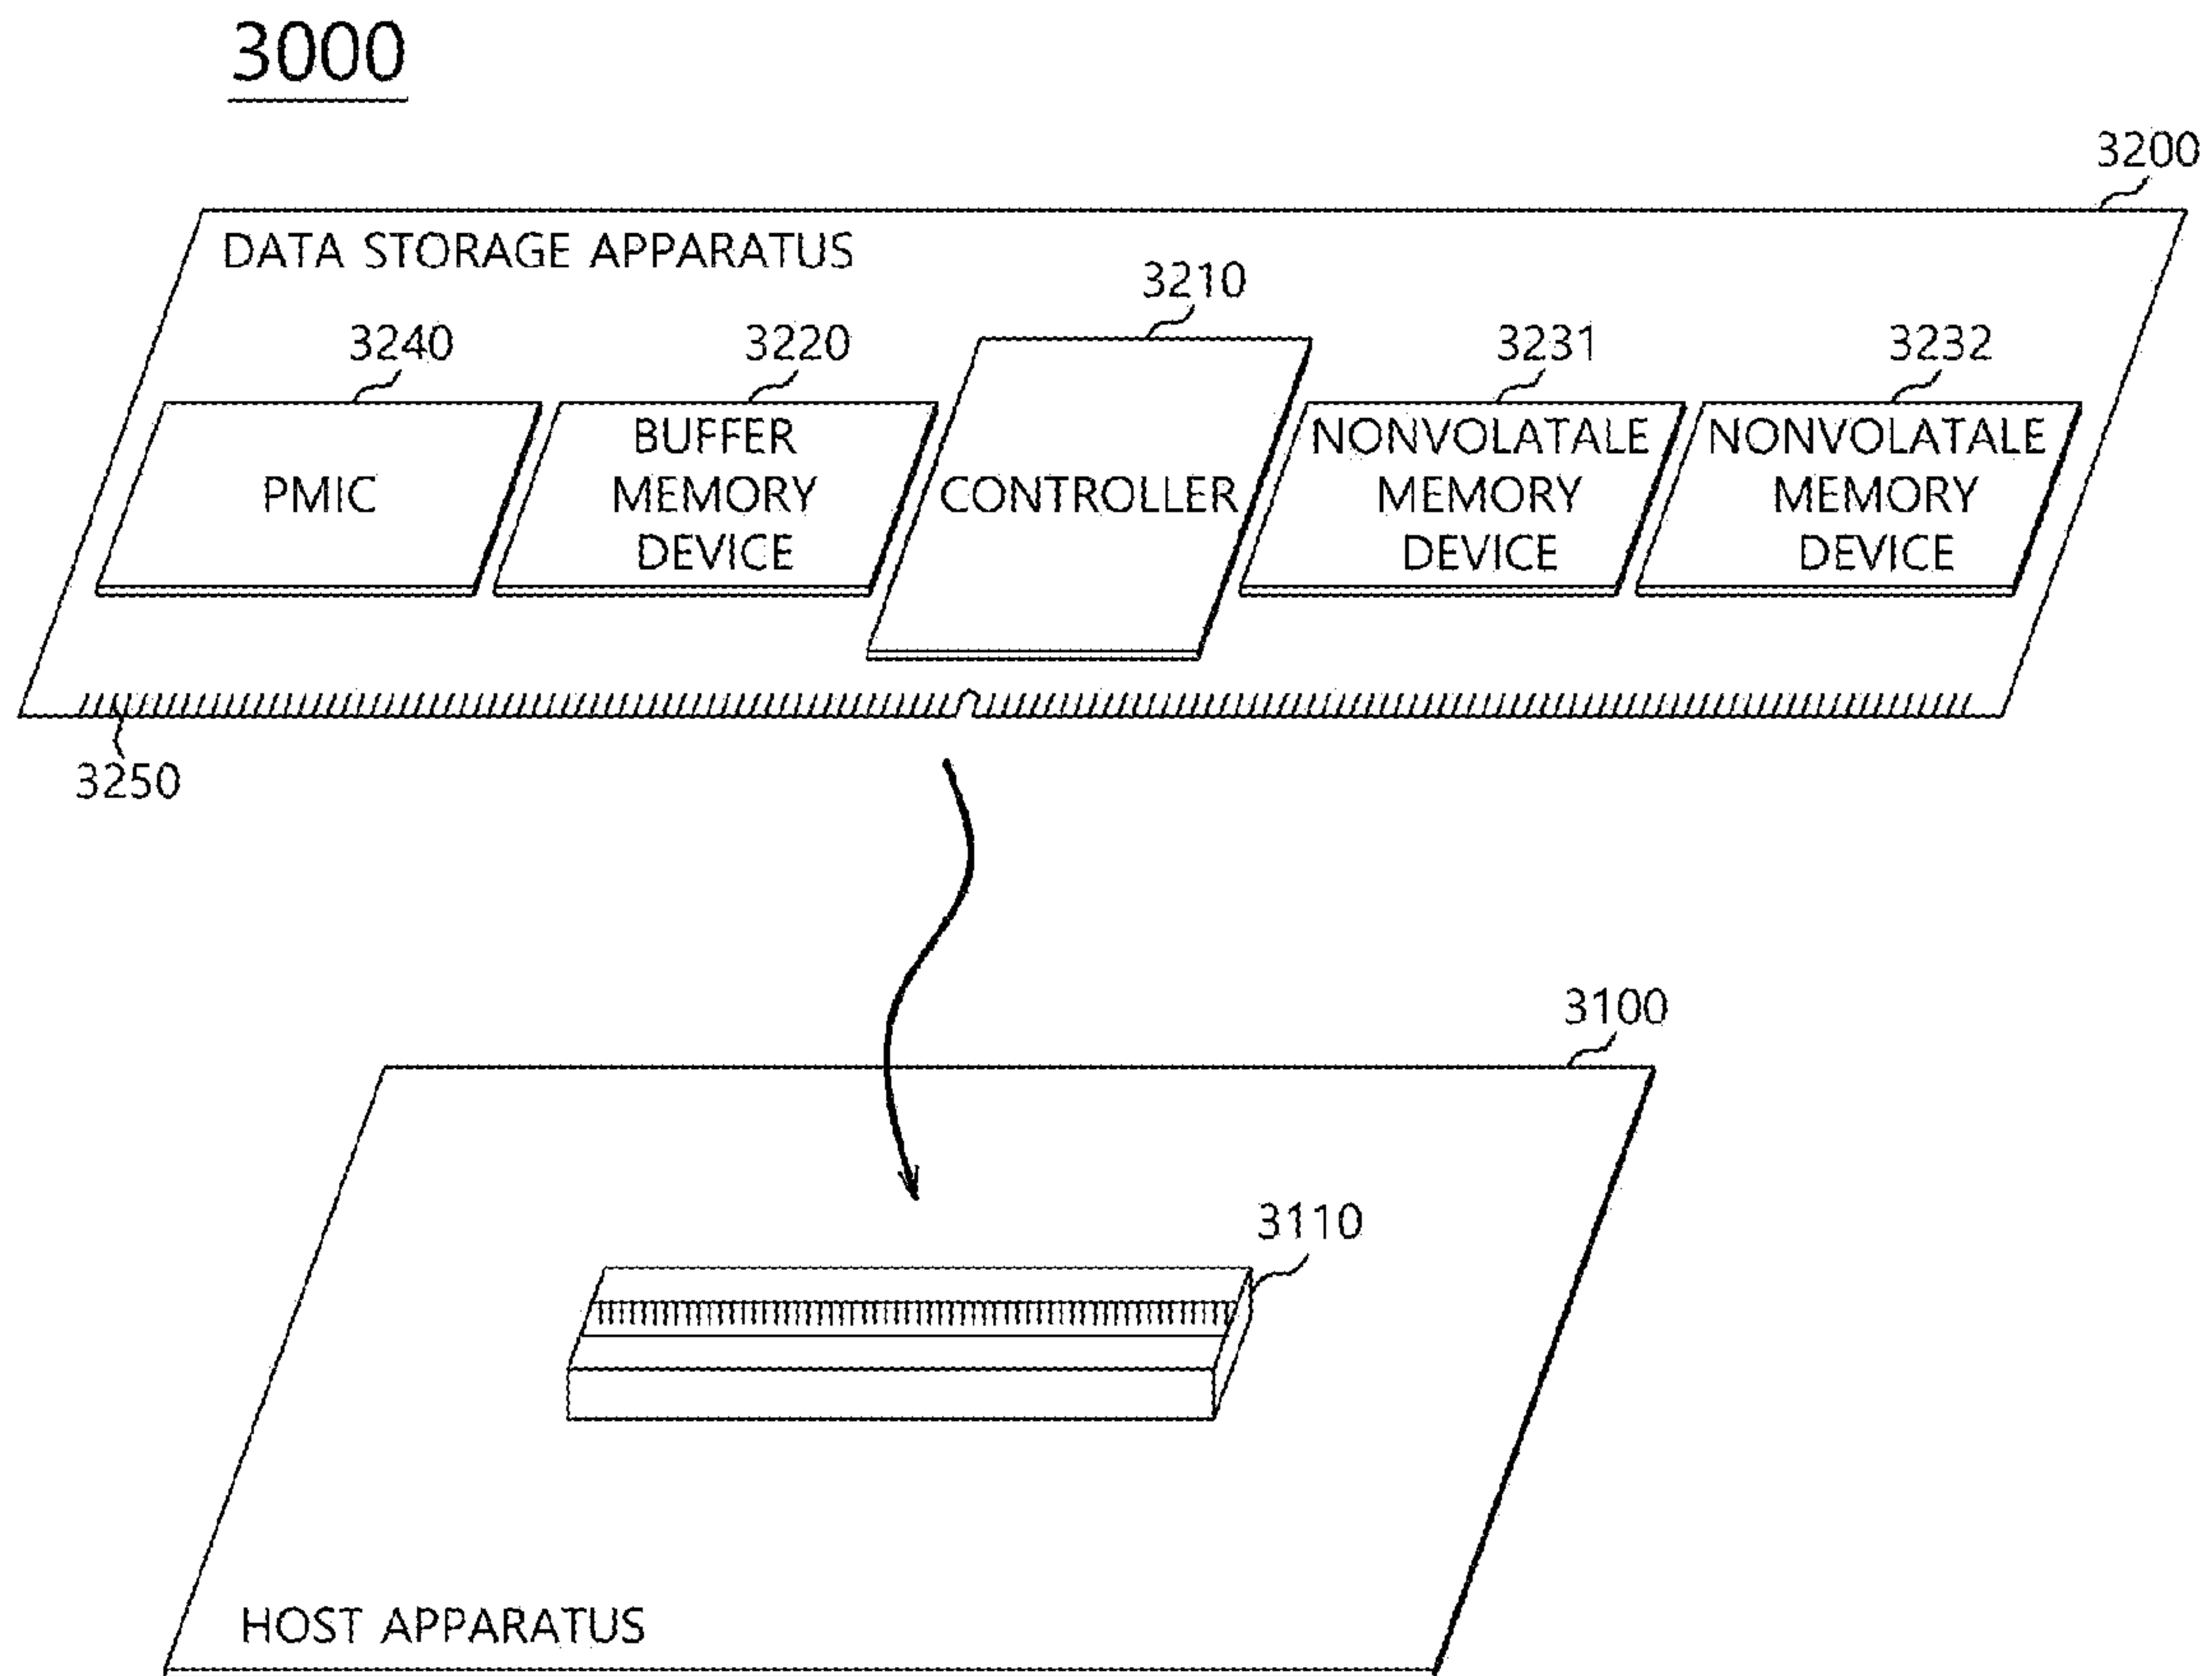 3000
3200
DATA STORAGE APPARATUS
3210
3240
3220
3231
3232
PMIC
BUFFER
MEMORY
DEVICE
CONTROLLER
NONVOLATALE
MEMORY
DEVICE
NONVOLATALE
MEMORY
DEVICE
3250
3100
3110
HOST APPARATUS